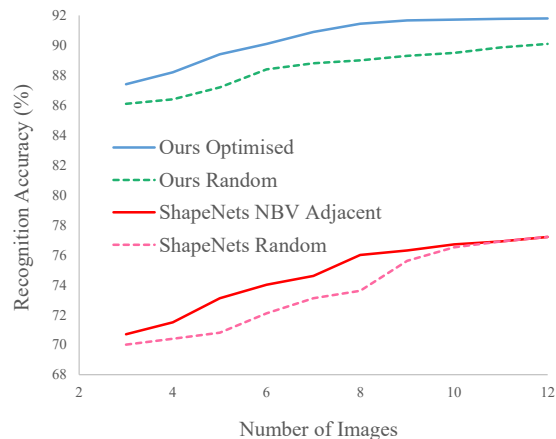 92
90
88
86
84
82
80
78
76
74
72
70
68
Recognition Accuracy (%)
Ours Optimised
Ours Random
ShapeNets NBV Adjacent
ShapeNets Random
2 4 6 8 10 12
Number of Images